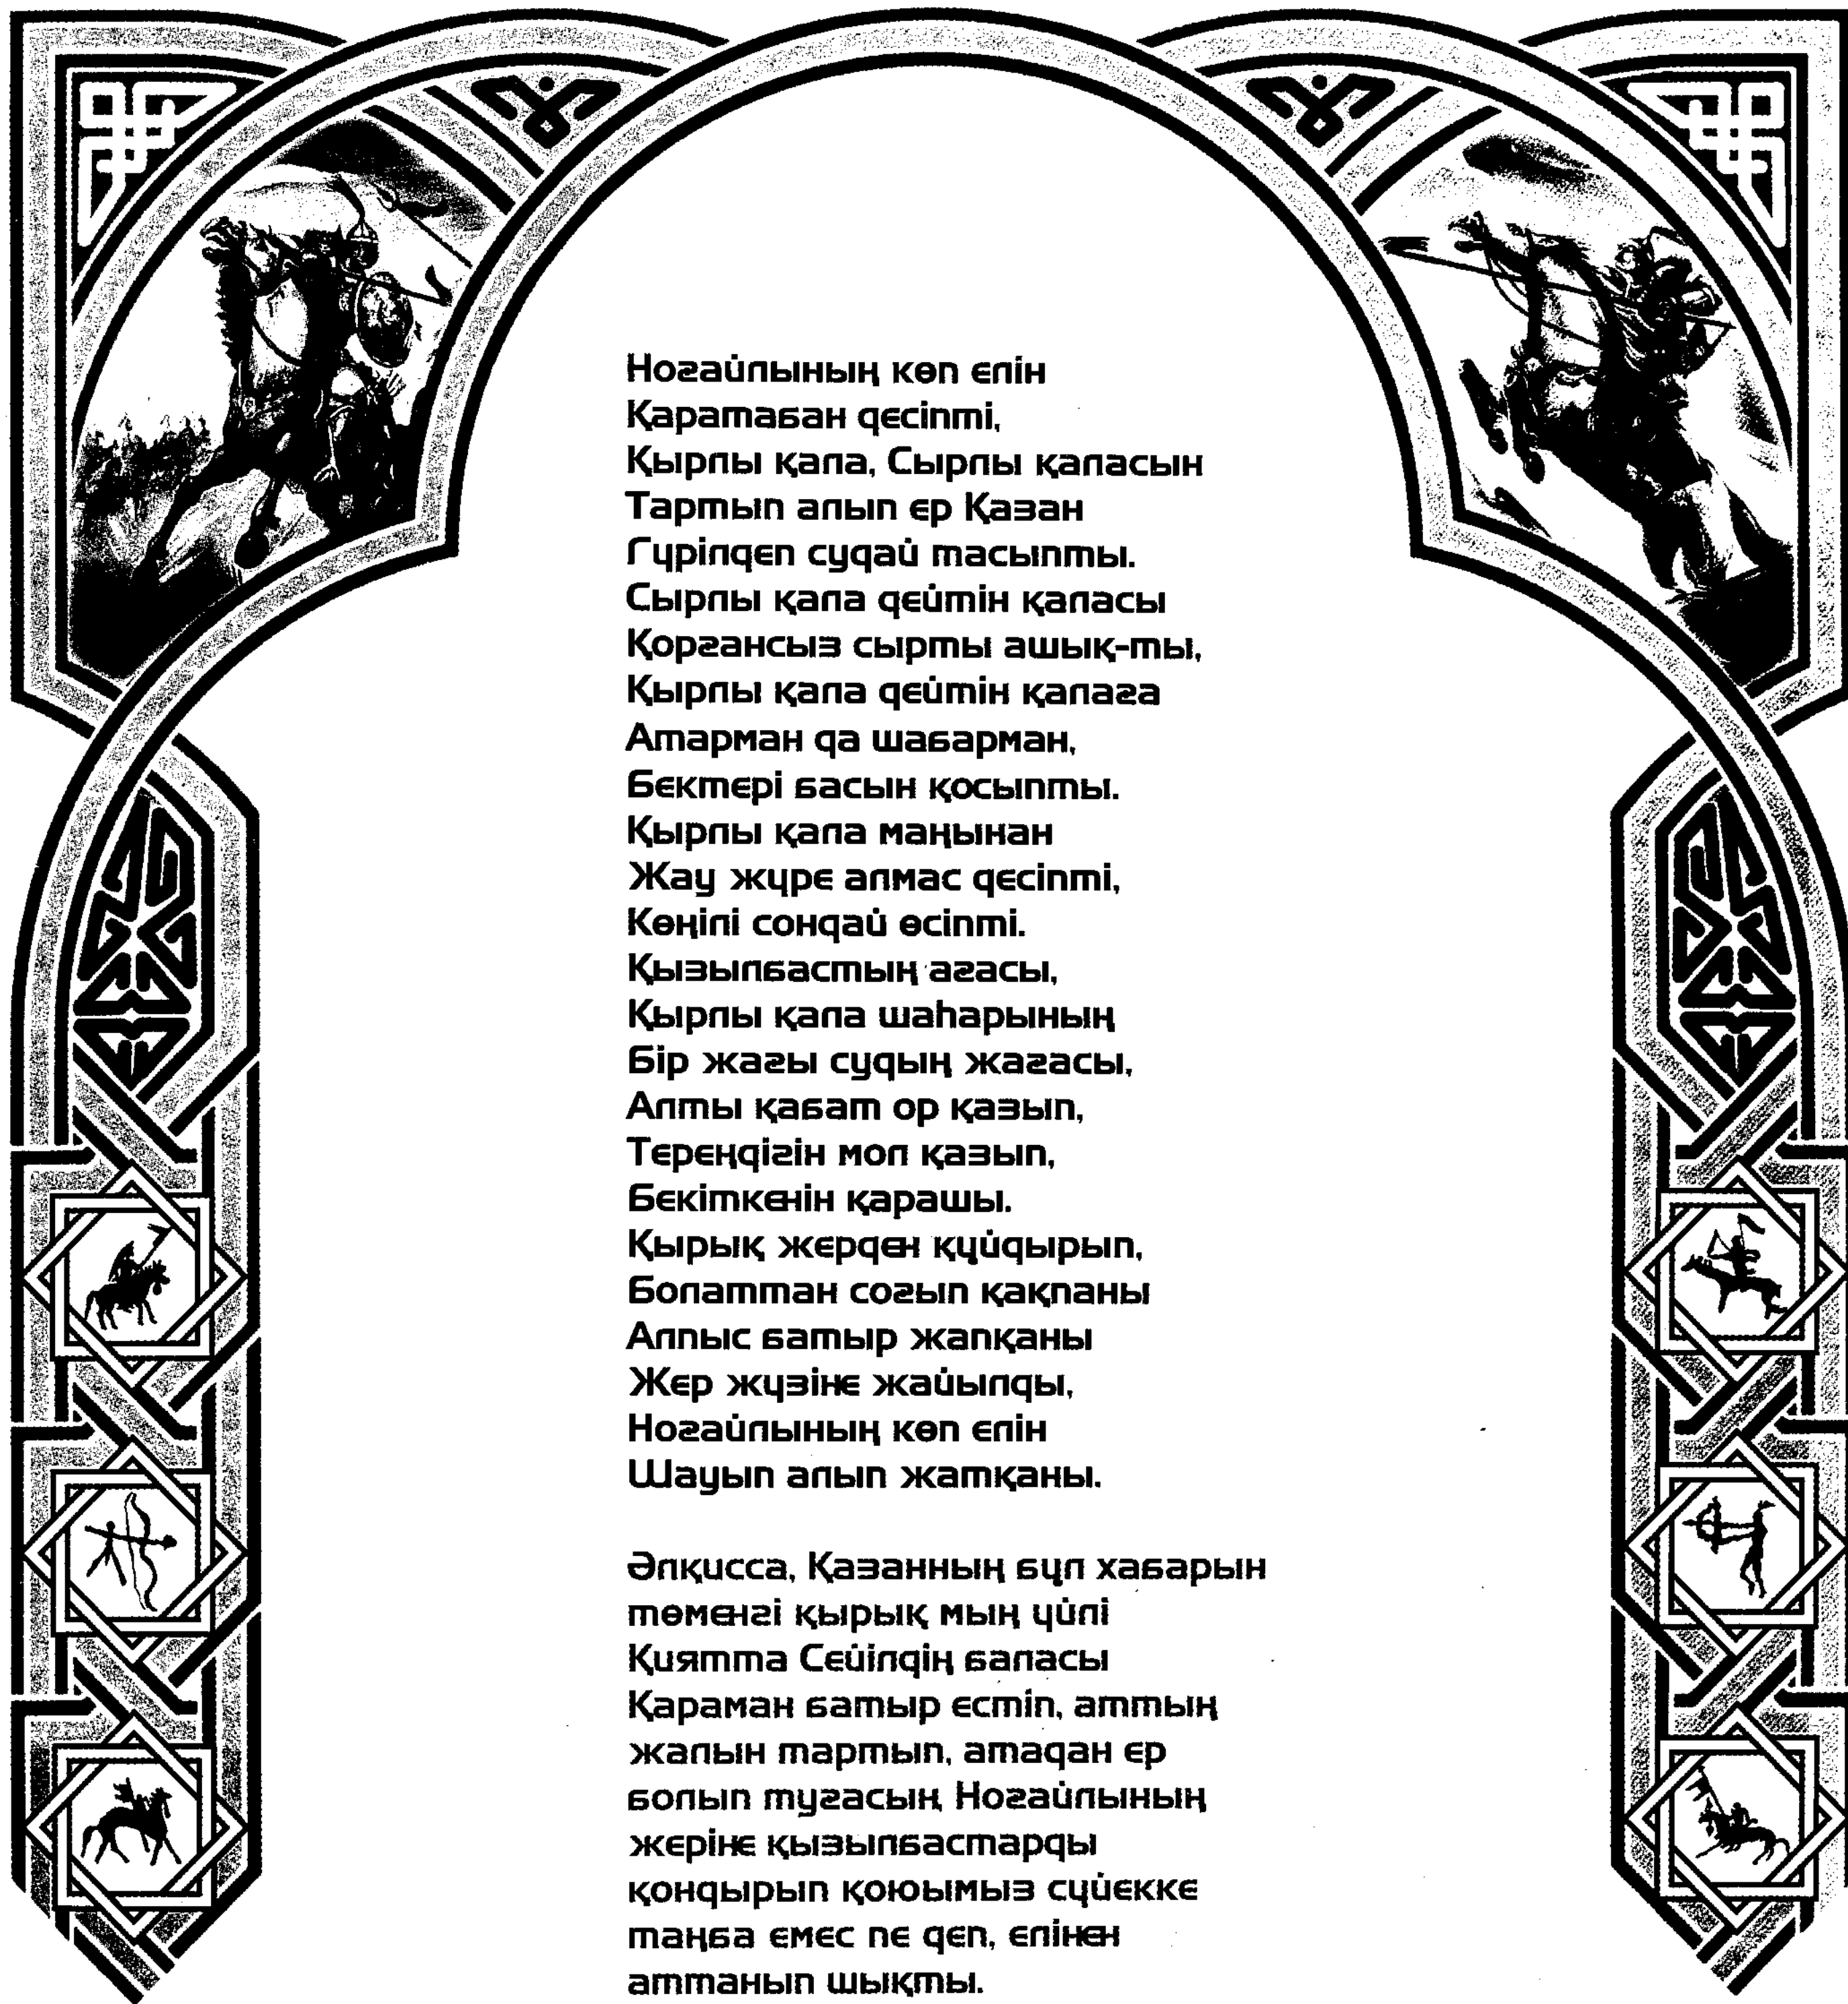 Ноғайлының көп елін
Қаратабан десіпті,
Қырлы қала, Сырлы қаласын
Тартып алып ер Қазан
Гүрілдеп судай тасыпты.
Сырлы қала дейтін қаласы
Қорғансыз сырты ашық-ты,
Қырлы қала дейтін қалаға
Атарман да шабарман,
Бектері басын қосыпты.
Қырлы қала маңынан
Жау жүре алмас десіпті,
Көңілі сондай өсіпті.
Қызылбастың ағасы,
Қырлы қала шаһарының
Бір жағы судың жағасы,
Алты қабат ор қазып,
Тереңдігін мол қазып,
Бекіткенін қарашы.
Қырық жерден құйдырып,
Болаттан соғып қақпаны
Алпыс батыр жапқаны
Жер жүзіне жайылды,
Ноғайлының көп елін
Шауып алып жатқаны.
Әлқисса, Қазанның бұл хабарын
төменгі қырық мың үйлі
Қиятта Сейілдің баласы
Қараман батыр естіп, аттың
жалын тартып, атадан ер
болып туғасың Ноғайлының
жеріне қызылбастарды
қондырып қоюымыз сүйекке
таңба емес пе деп, елінен
аттанып шықты.